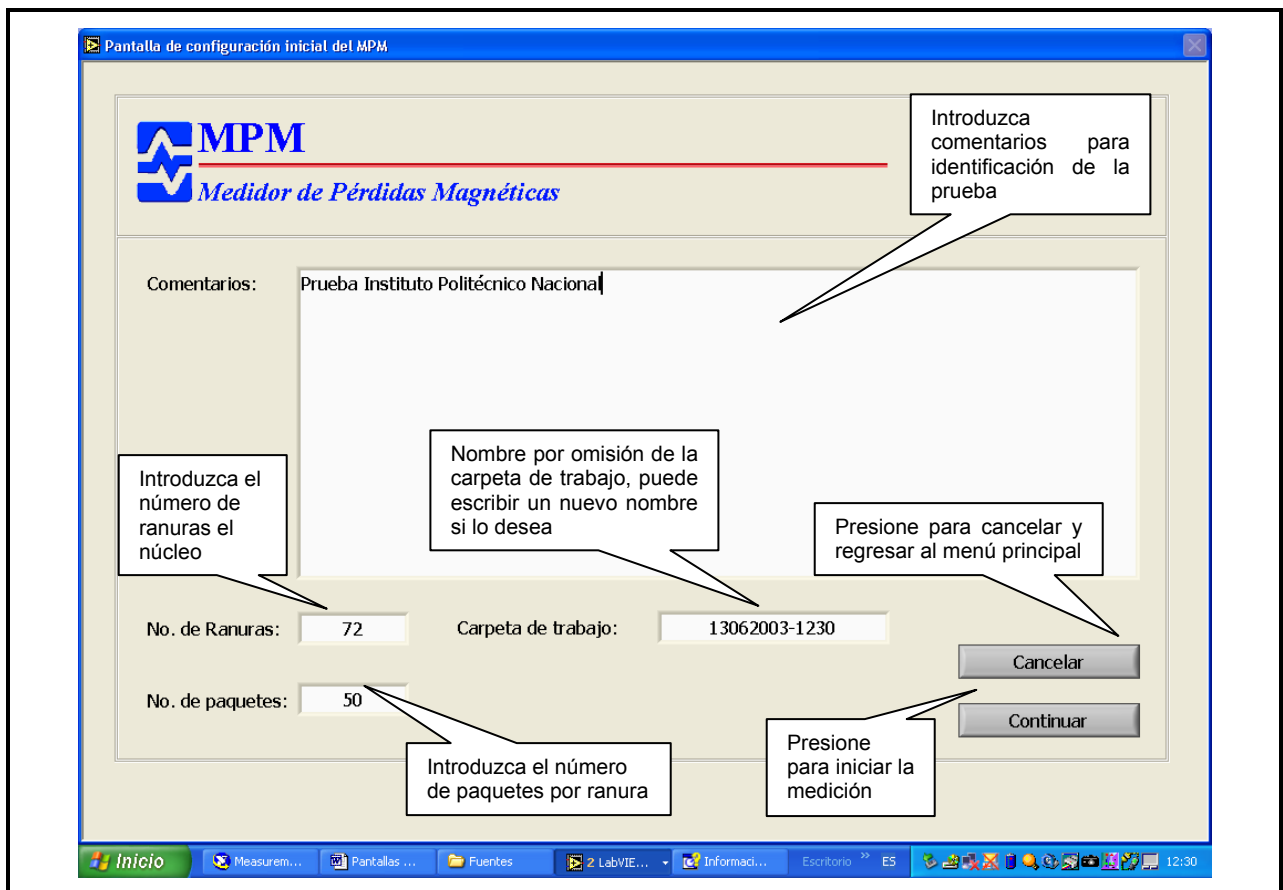 Pantalla de configuración inicial del MPM
MPM
Medidor de Pérdidas Magnéticas
Introduzca
comentarios para
identificación de la
prueba
Comentarios:
Prueba Instituto Politécnico Nacional
Introduzca el
número de
ranuras el
núcleo
Nombre por omisión de la
carpeta de trabajo, puede
escribir un nuevo nombre
si lo desea
Presione para cancelar y
regresar al menú principal
No. de Ranuras:
72
Carpeta de trabajo:
13062003-1230
Cancelar
No. de paquetes:
50
Continuar
Introduzca el número
de paquetes por ranura
Presione
para iniciar la
medición
Inicio
Measurem...
Pantallas ...
Fuentes
2 LabVIE...
Informaci...
Escritorio »
ES
12:30